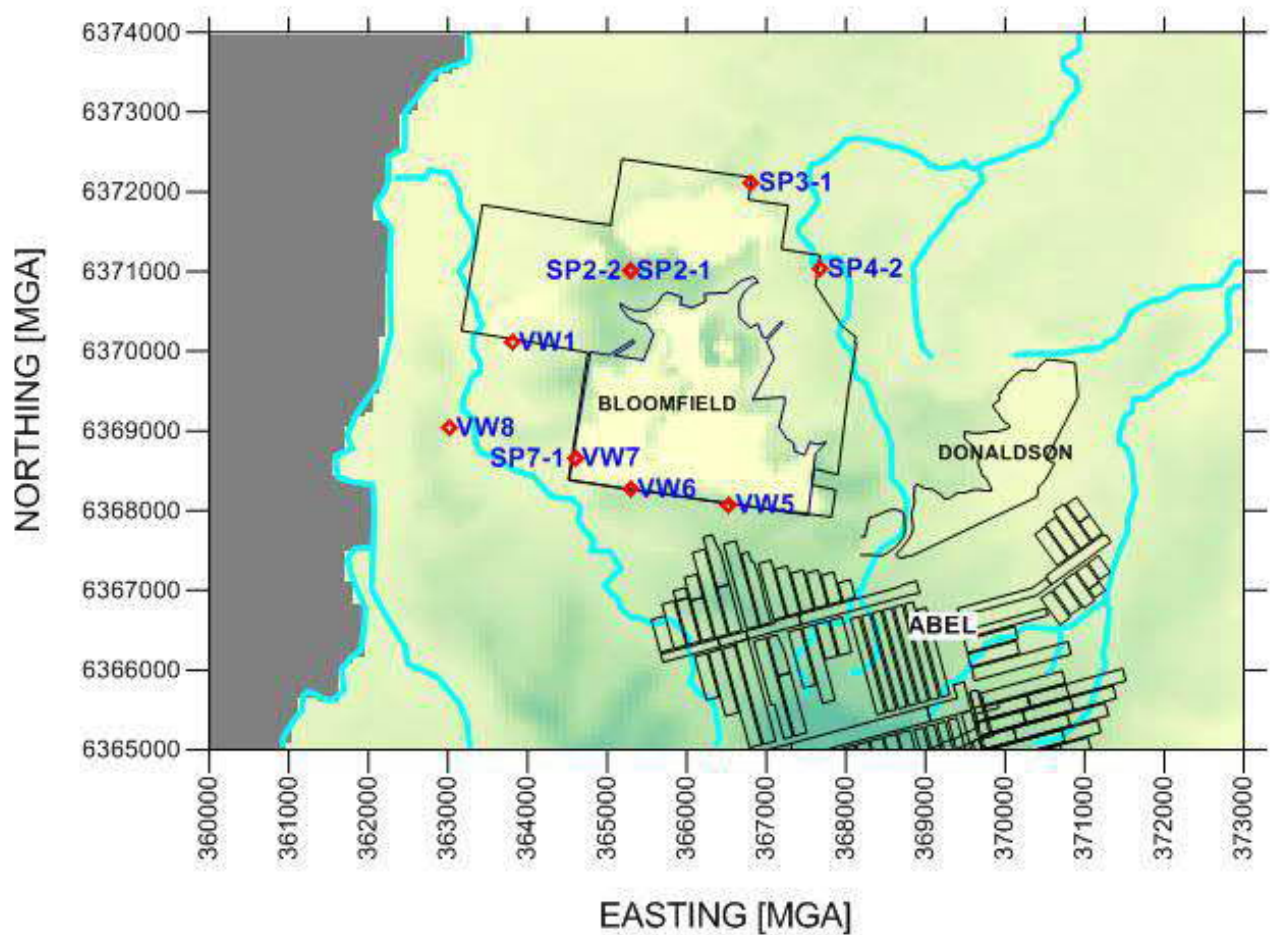 6374000
6373000
6372000
6371000
6370000
6369000
6368000
6367000
6366000
6365000
NORTHING [MGA]
SP3-1
SP2-2 SP2-1
SP4-2
VW1
BLOOMFIELD
VW8
DONALDSON
SP7-1 VW7
VW6
VW5
ABEL
360000
361000
362000
363000
364000
365000
366000
367000
368000
369000
370000
371000
372000
373000
EASTING [MGA]